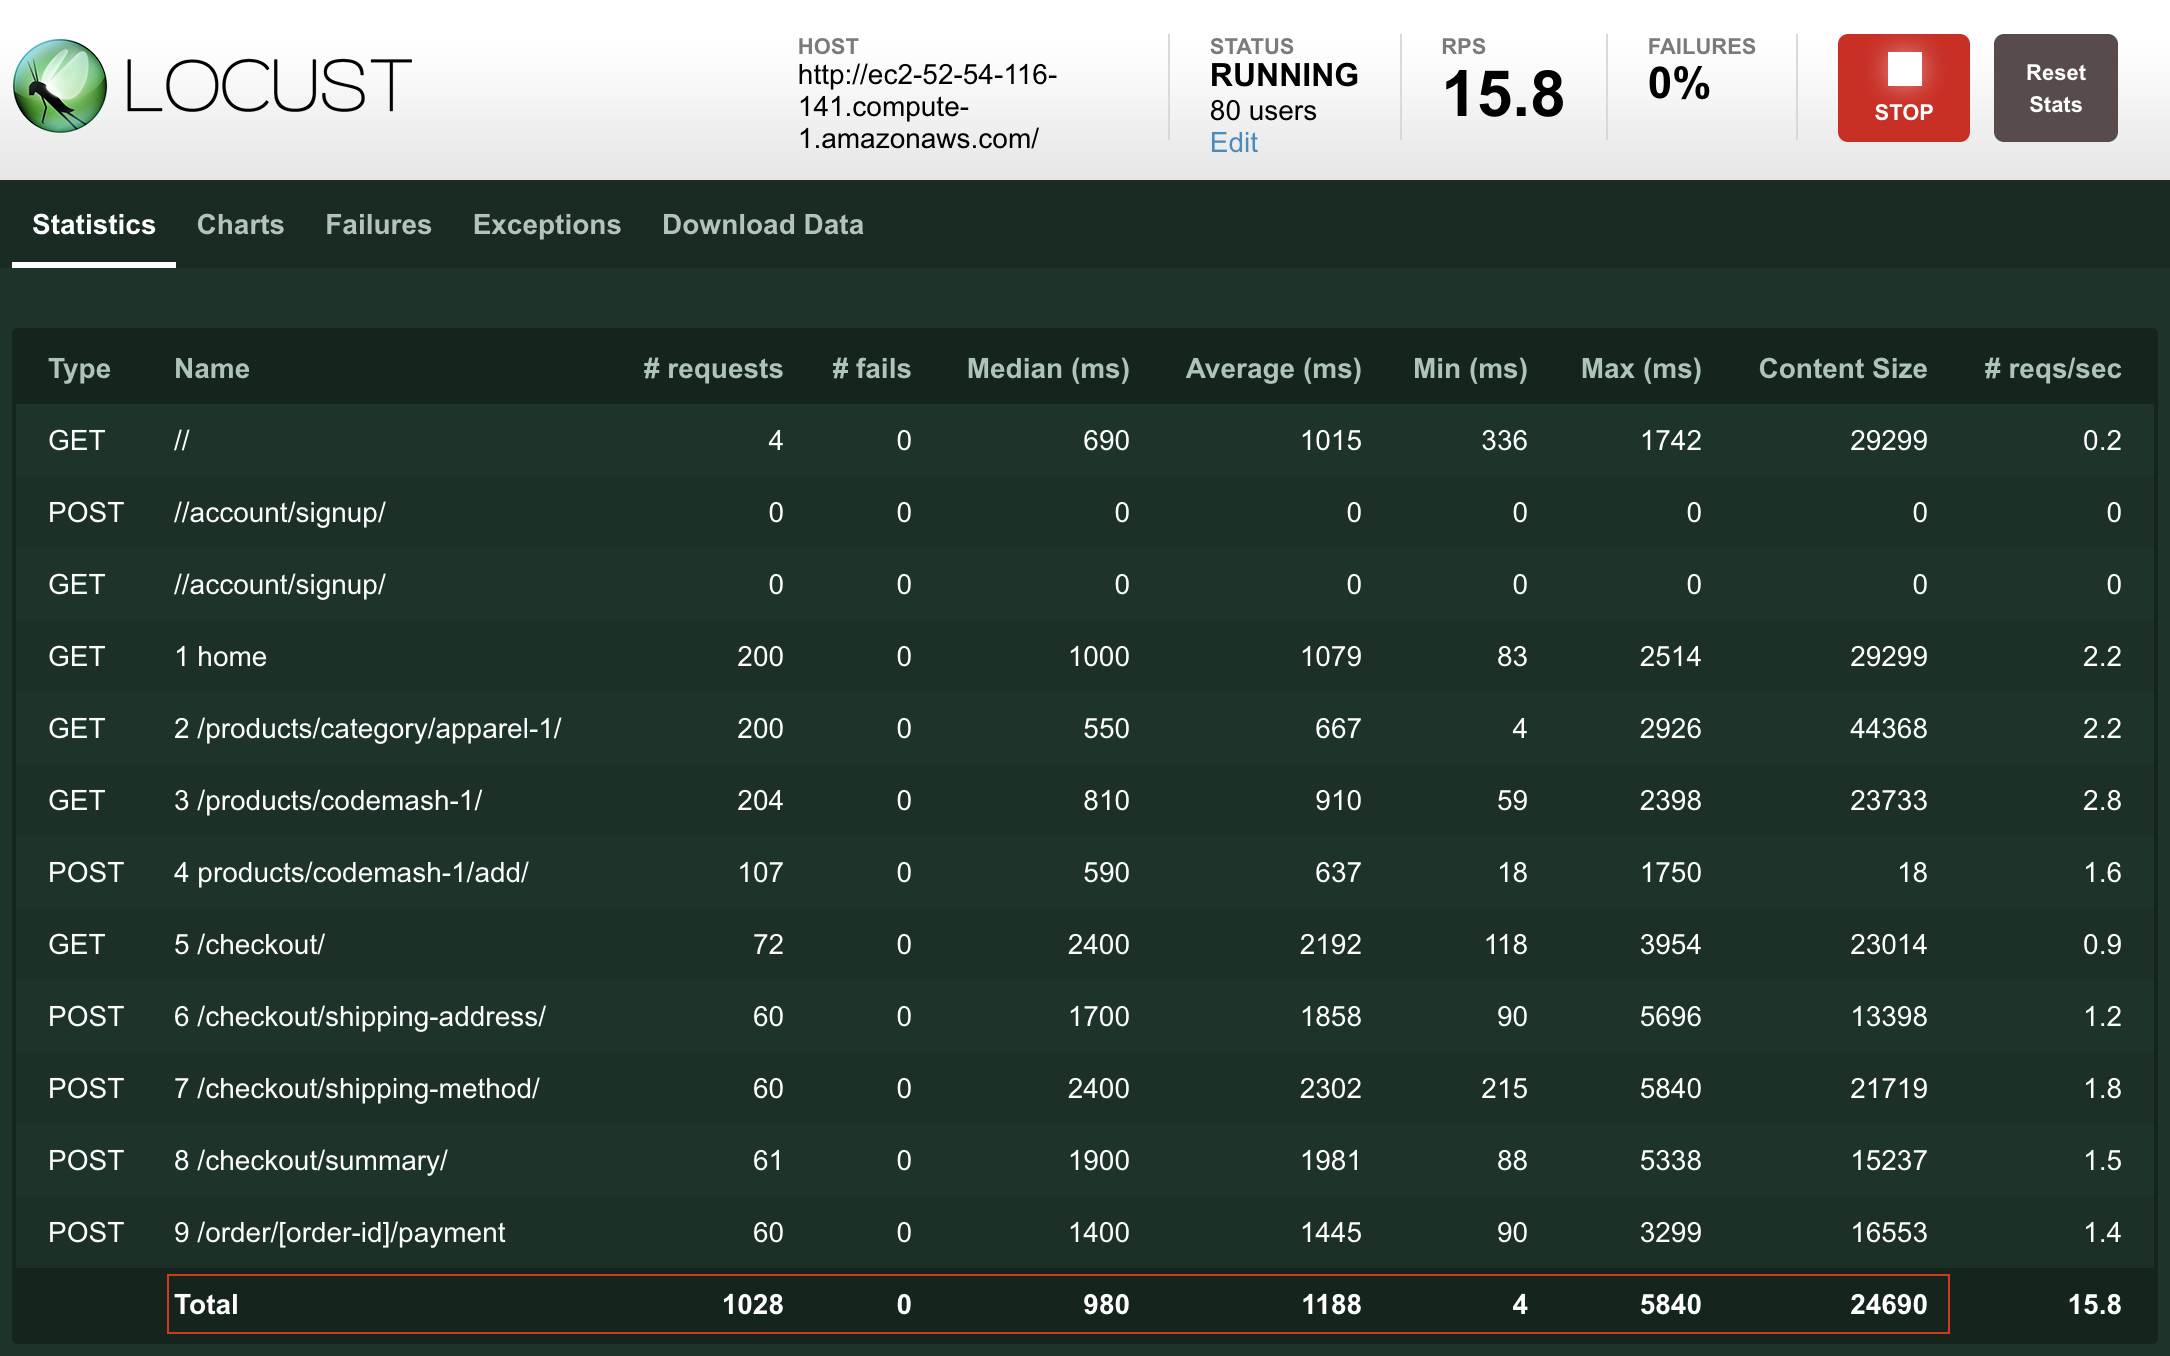 LOCUST
HOST
http://ec2-52-54-116-
141.compute-
1.amazonaws.com/
STATUS
RUNNING
80 users
Edit
RPS
15.8
FAILURES
0%
STOP
Reset
Stats
Statistics Charts Failures Exceptions Download Data
Type Name # requests # fails Median (ms) Average (ms) Min (ms) Max (ms) Content Size # reqs/sec
GET // 4 0 690 1015 336 1742 29299 0.2
POST //account/signup/ 0 0 0 0 0 0 0 0
GET //account/signup/ 0 0 0 0 0 0 0 0
GET 1 home 200 0 1000 1079 83 2514 29299 2.2
GET 2 /products/category/apparel-1/ 200 0 550 667 4 2926 44368 2.2
GET 3 /products/codemash-1/ 204 0 810 910 59 2398 23733 2.8
POST 4 products/codemash-1/add/ 107 0 590 637 18 1750 18 1.6
GET 5 /checkout/ 72 0 2400 2192 118 3954 23014 0.9
POST 6 /checkout/shipping-address/ 60 0 1700 1858 90 5696 13398 1.2
POST 7 /checkout/shipping-method/ 60 0 2400 2302 215 5840 21719 1.8
POST 8 /checkout/summary/ 61 0 1900 1981 88 5338 15237 1.5
POST 9 /order/[order-id]/payment 60 0 1400 1445 90 3299 16553 1.4
Total 1028 0 980 1188 4 5840 24690 15.8